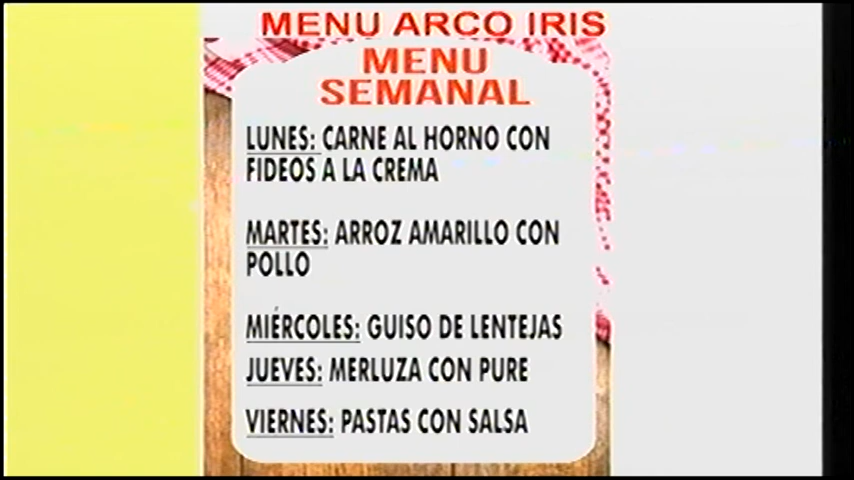 MENU ARCO IRIS
MENU
SEMANAL
LUNES: CARNE AL HORNO CON
FIDEOS A LA CREMA
MARTES: ARROZ AMARILLO CON
POLLO
MIÉRCOLES: GUISO DE LENTEJAS
JUEVES: MERLUZA CON PURE
VIERNES: PASTAS CON SALSA